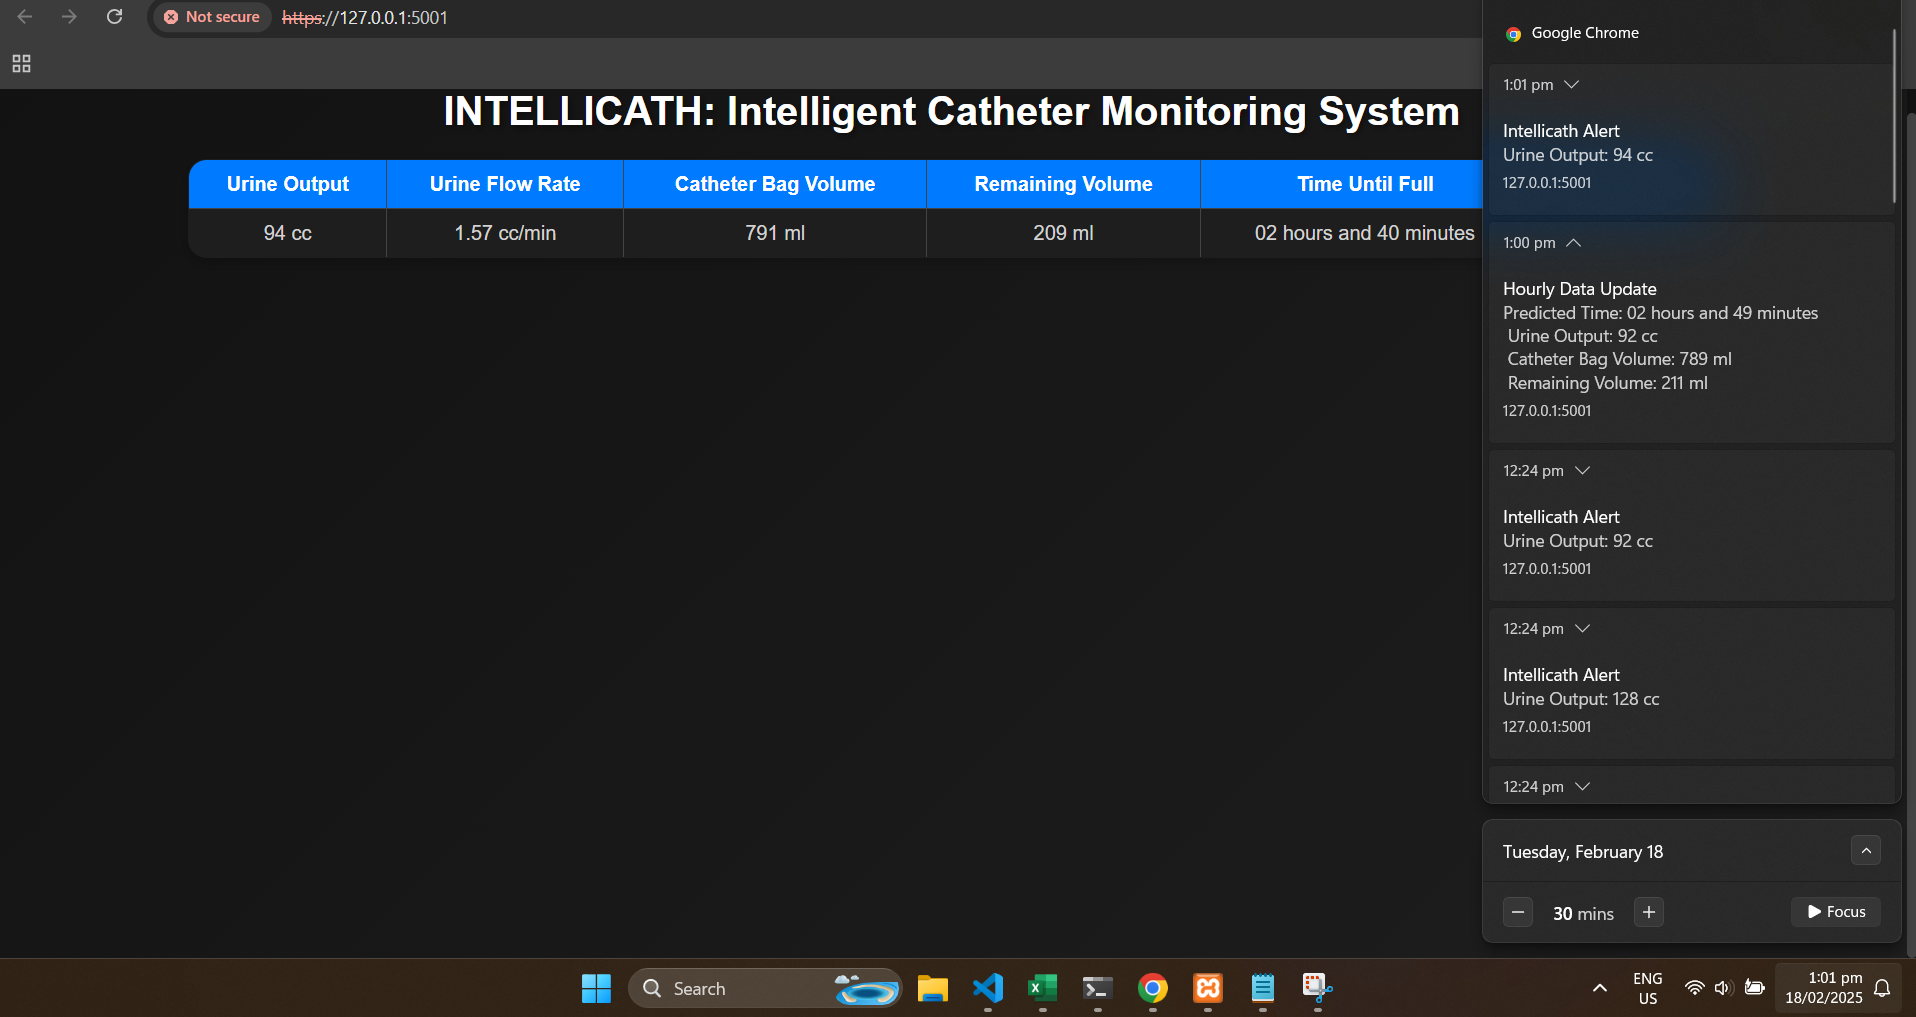 Not secure
https://127.0.0.1:5001
INTELLICATH: Intelligent Catheter Monitoring System
Urine Output Urine Flow Rate Catheter Bag Volume Remaining Volume Time Until Full
94 cc 1.57 cc/min 791 ml 209 ml 02 hours and 40 minutes
Google Chrome
1:01 pm
Intellicath Alert
Urine Output: 94 cc
127.0.0.1:5001
1:00 pm
Hourly Data Update
Predicted Time: 02 hours and 49 minutes
Urine Output: 92 cc
Catheter Bag Volume: 789 ml
Remaining Volume: 211 ml
127.0.0.1:5001
12:24 pm
Intellicath Alert
Urine Output: 92 cc
127.0.0.1:5001
12:24 pm
Intellicath Alert
Urine Output: 128 cc
127.0.0.1:5001
12:24 pm
Tuesday, February 18
30 mins
Focus
Search
ENG
US
1:01 pm
18/02/2025